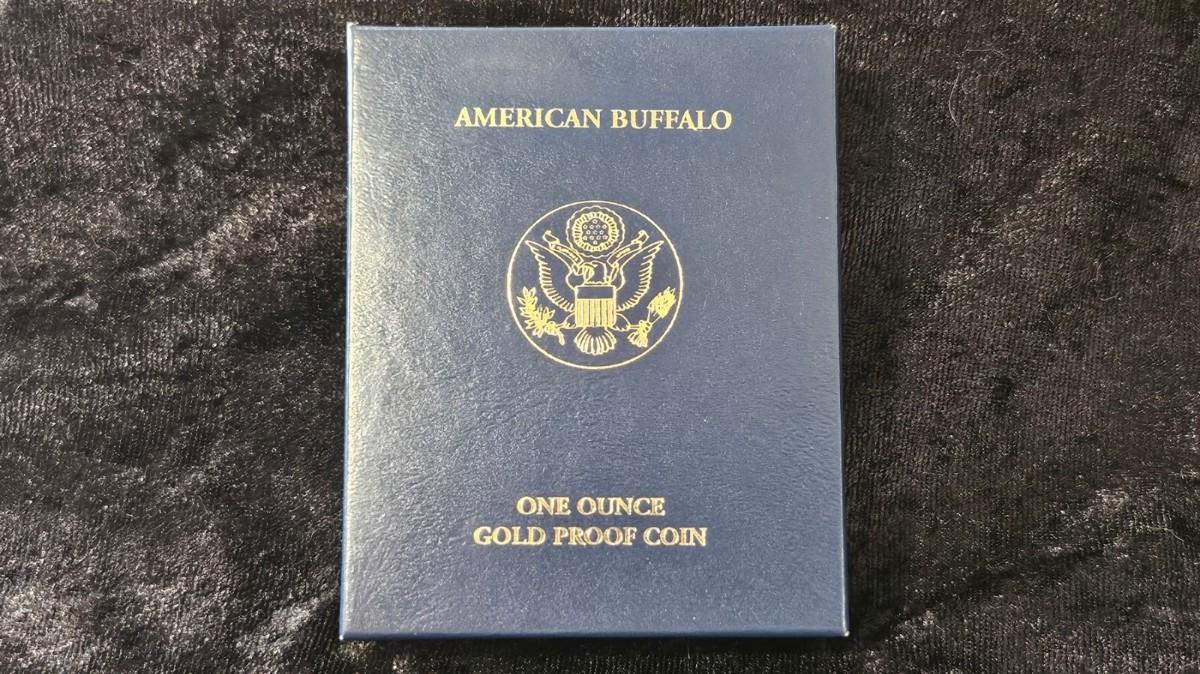 AMERICAN BUFFALO
ONE OUNCE
GOLD PROOF COIN